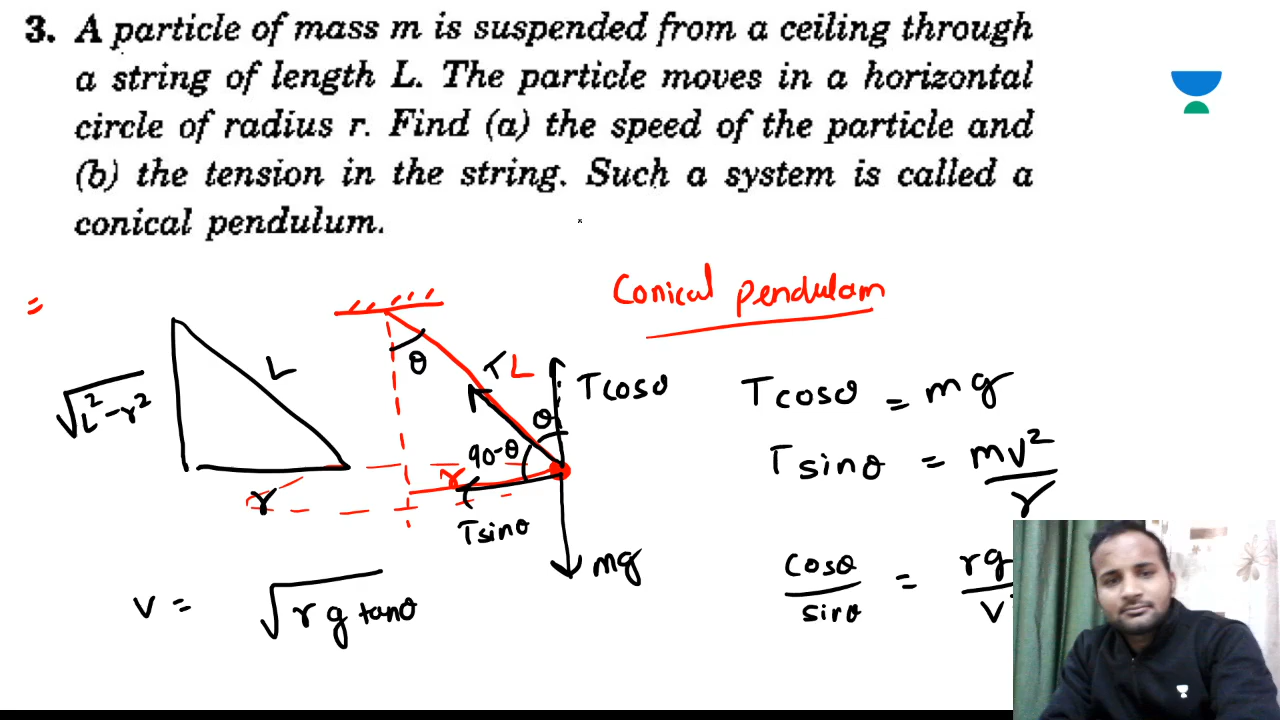 3. A particle of mass m is suspended from a ceiling through
a string of length L. The particle moves in a horizontal
circle of radius r. Find (a) the speed of the particle and
(b) the tension in the string. Such a system is called a
conical pendulum.
=
Conical pendulam
θ
T L
Tcosθ
θ
90-θ
r
Tsinθ
mg
√L²-r²
L
r
Tcosθ = mg
Tsinθ = mv²/r
cosθ/sinθ = rg/v
v = √rg tanθ